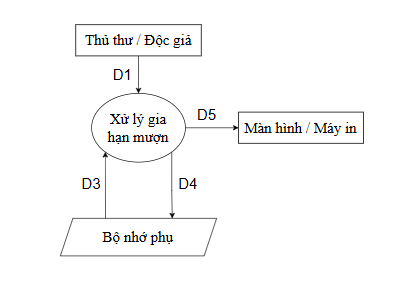 Thủ thư / Độc giả
D1
Xử lý gia
hạn mượn
D5
Màn hình / Máy in
D3
D4
Bộ nhớ phụ